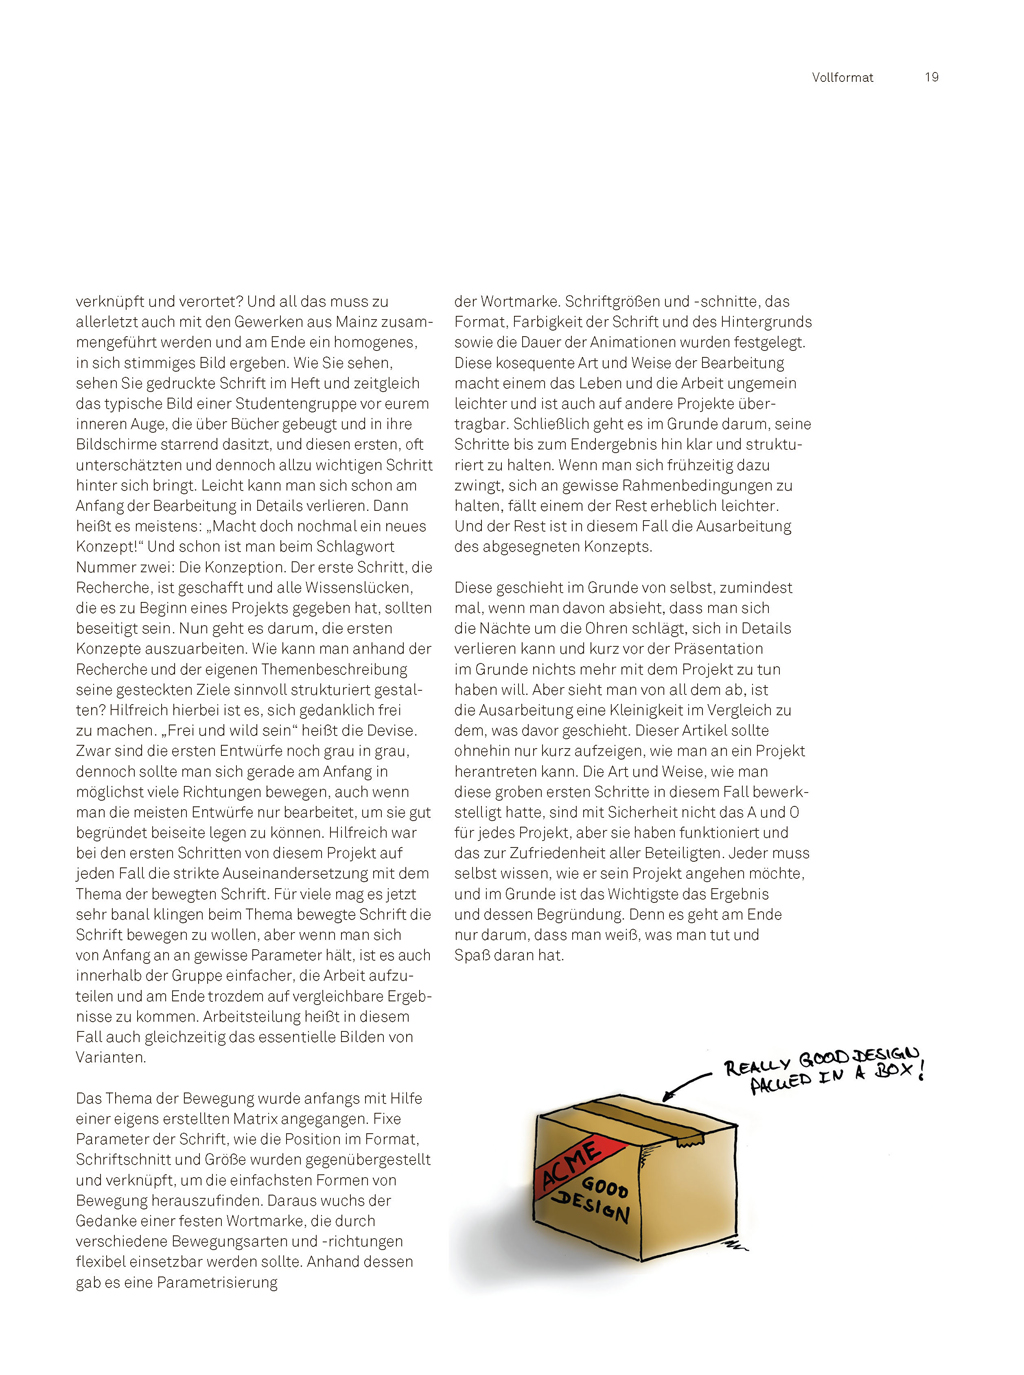 Vollformat 19
verknüpft und verortet? Und all das muss zu
allerletzt auch mit den Gewerken aus Mainz zusam-
mengeführt werden und am Ende ein homogenes,
in sich stimmiges Bild ergeben. Wie Sie sehen,
sehen Sie gedruckte Schrift im Heft und zeitgleich
das typische Bild einer Studentengruppe vor eurem
inneren Auge, die über Bücher gebeugt und in ihre
Bildschirme starrend dasitzt, und diesen ersten, oft
unterschätzten und dennoch allzu wichtigen Schritt
hinter sich bringt. Leicht kann man sich schon am
Anfang der Bearbeitung in Details verlieren. Dann
heißt es meistens: „Macht doch nochmal ein neues
Konzept!“ Und schon ist man beim Schlagwort
Nummer zwei: Die Konzeption. Der erste Schritt, die
Recherche, ist geschafft und alle Wissenslücken,
die es zu Beginn eines Projekts gegeben hat, sollten
beseitigt sein. Nun geht es darum, die ersten
Konzepte auszuarbeiten. Wie kann man anhand der
Recherche und der eigenen Themenbeschreibung
seine gesteckten Ziele sinnvoll strukturiert gestal-
ten? Hilfreich hierbei ist es, sich gedanklich frei
zu machen. „Frei und wild sein“ heißt die Devise.
Zwar sind die ersten Entwürfe noch grau in grau,
dennoch sollte man sich gerade am Anfang in
möglichst viele Richtungen bewegen, auch wenn
man die meisten Entwürfe nur bearbeitet, um sie gut
begründet beiseite legen zu können. Hilfreich war
bei den ersten Schritten von diesem Projekt auf
jeden Fall die strikte Auseinandersetzung mit dem
Thema der bewegten Schrift. Für viele mag es jetzt
sehr banal klingen beim Thema bewegte Schrift die
Schrift bewegen zu wollen, aber wenn man sich
von Anfang an an gewisse Parameter hält, ist es auch
innerhalb der Gruppe einfacher, die Arbeit aufzu-
teilen und am Ende trozdem auf vergleichbare Ergeb-
nisse zu kommen. Arbeitsteilung heißt in diesem
Fall auch gleichzeitig das essentielle Bilden von
Varianten.
Das Thema der Bewegung wurde anfangs mit Hilfe
einer eigens erstellten Matrix angegangen. Fixe
Parameter der Schrift, wie die Position im Format,
Schriftschnitt und Größe wurden gegenübergestellt
und verknüpft, um die einfachsten Formen von
Bewegung herauszufinden. Daraus wuchs der
Gedanke einer festen Wortmarke, die durch
verschiedene Bewegungsarten und -richtungen
flexibel einsetzbar werden sollte. Anhand dessen
gab es eine Parametrisierung
der Wortmarke. Schriftgrößen und -schnitte, das
Format, Farbigkeit der Schrift und des Hintergrunds
sowie die Dauer der Animationen wurden festgelegt.
Diese kosequente Art und Weise der Bearbeitung
macht einem das Leben und die Arbeit ungemein
leichter und ist auch auf andere Projekte über-
tragbar. Schließlich geht es im Grunde darum, seine
Schritte bis zum Endergebnis hin klar und struktu-
riert zu halten. Wenn man sich frühzeitig dazu
zwingt, sich an gewisse Rahmenbedingungen zu
halten, fällt einem der Rest erheblich leichter.
Und der Rest ist in diesem Fall die Ausarbeitung
des abgesegneten Konzepts.
Diese geschieht im Grunde von selbst, zumindest
mal, wenn man davon absieht, dass man sich
die Nächte um die Ohren schlägt, sich in Details
verlieren kann und kurz vor der Präsentation
im Grunde nichts mehr mit dem Projekt zu tun
haben will. Aber sieht man von all dem ab, ist
die Ausarbeitung eine Kleinigkeit im Vergleich zu
dem, was davor geschieht. Dieser Artikel sollte
ohnehin nur kurz aufzeigen, wie man an ein Projekt
herantreten kann. Die Art und Weise, wie man
diese groben ersten Schritte in diesem Fall bewerk-
stelligt hatte, sind mit Sicherheit nicht das A und O
für jedes Projekt, aber sie haben funktioniert und
das zur Zufriedenheit aller Beteiligten. Jeder muss
selbst wissen, wie er sein Projekt angehen möchte,
und im Grunde ist das Wichtigste das Ergebnis
und dessen Begründung. Denn es geht am Ende
nur darum, dass man weiß, was man tut und
Spaß daran hat.
REALLY GOOD DESIGN
PACKED IN A BOX!
ACME
GOOD
DESIGN